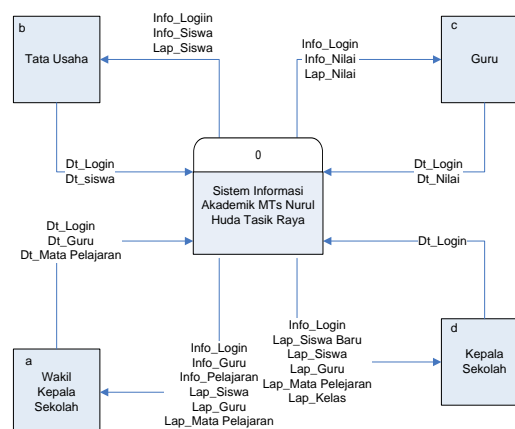 b
Tata Usaha
Info_Logiin
Info_Siswa
Lap_Siswa
Info_Login
Info_Nilai
Lap_Nilai
c
Guru
Dt_Login
Dt_siswa
0
Sistem Informasi
Akademik MTs Nurul
Huda Tasik Raya
Dt_Login
Dt_Nilai
Dt_Login
Dt_Guru
Dt_Mata Pelajaran
Dt_Login
a
Wakil
Kepala
Sekolah
Info_Login
Info_Guru
Info_Pelajaran
Lap_Siswa
Lap_Guru
Lap_Mata Pelajaran
Info_Login
Lap_Siswa Baru
Lap_Siswa
Lap_Guru
Lap_Mata Pelejaran
Lap_Kelas
d
Kepala
Sekolah